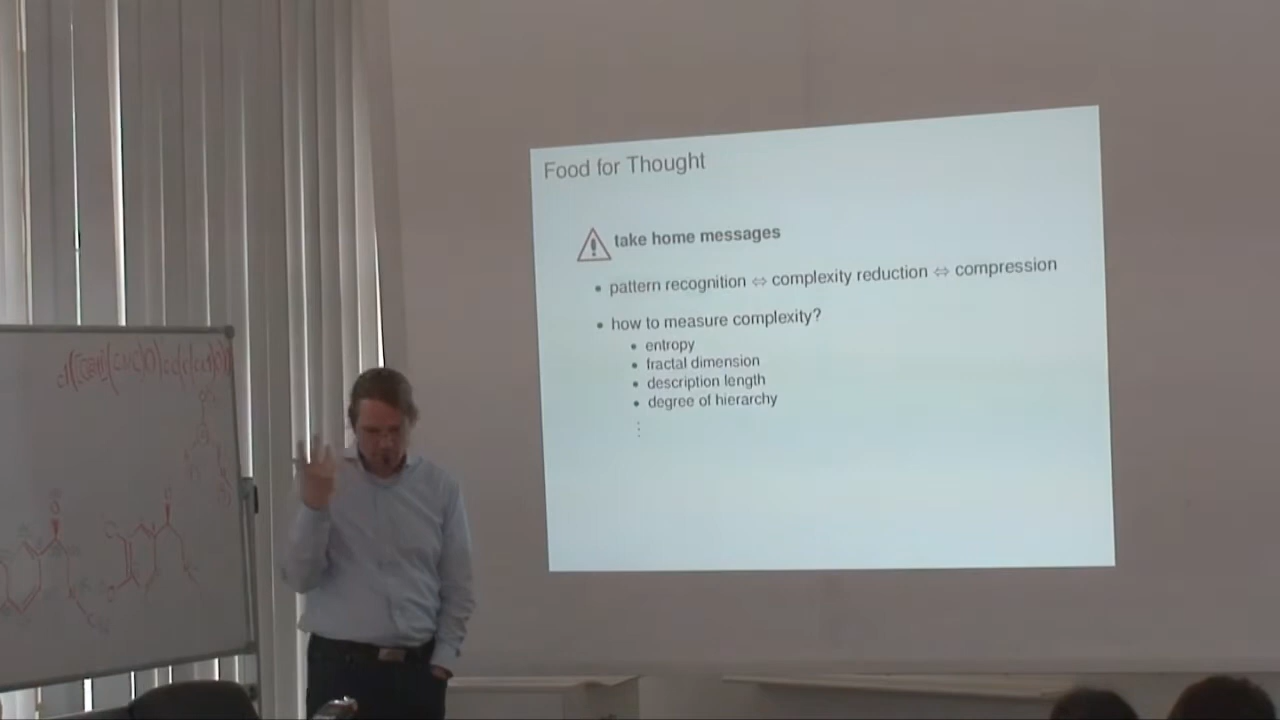 Food for Thought
take home messages
• pattern recognition ⇔ complexity reduction ⇔ compression
• how to measure complexity?
• entropy
• fractal dimension
• description length
• degree of hierarchy
⋮